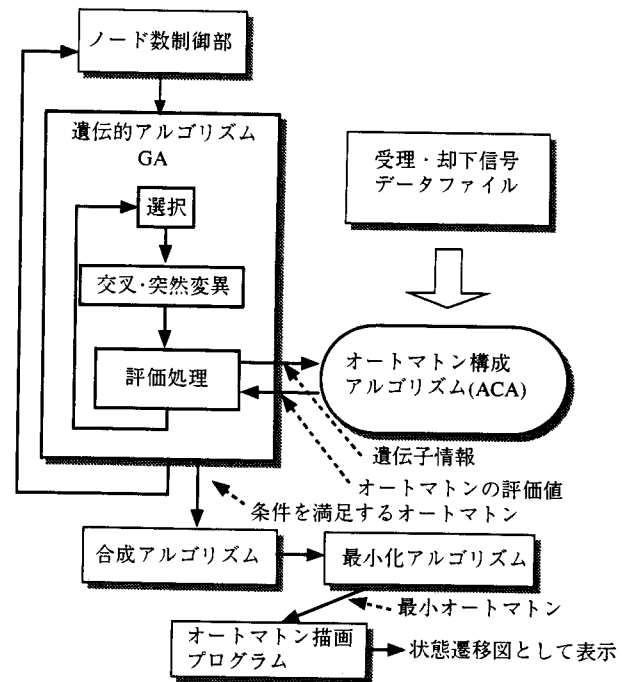 ノード数制御部
遺伝的アルゴリズム
GA
選択
交叉・突然変異
評価処理
受理・却下信号
データファイル
オートマトン構成
アルゴリズム(ACA)
遺伝子情報
オートマトンの評価値
条件を満足するオートマトン
合成アルゴリズム
最小化アルゴリズム
最小オートマトン
オートマトン描画
プログラム
状態遷移図として表示